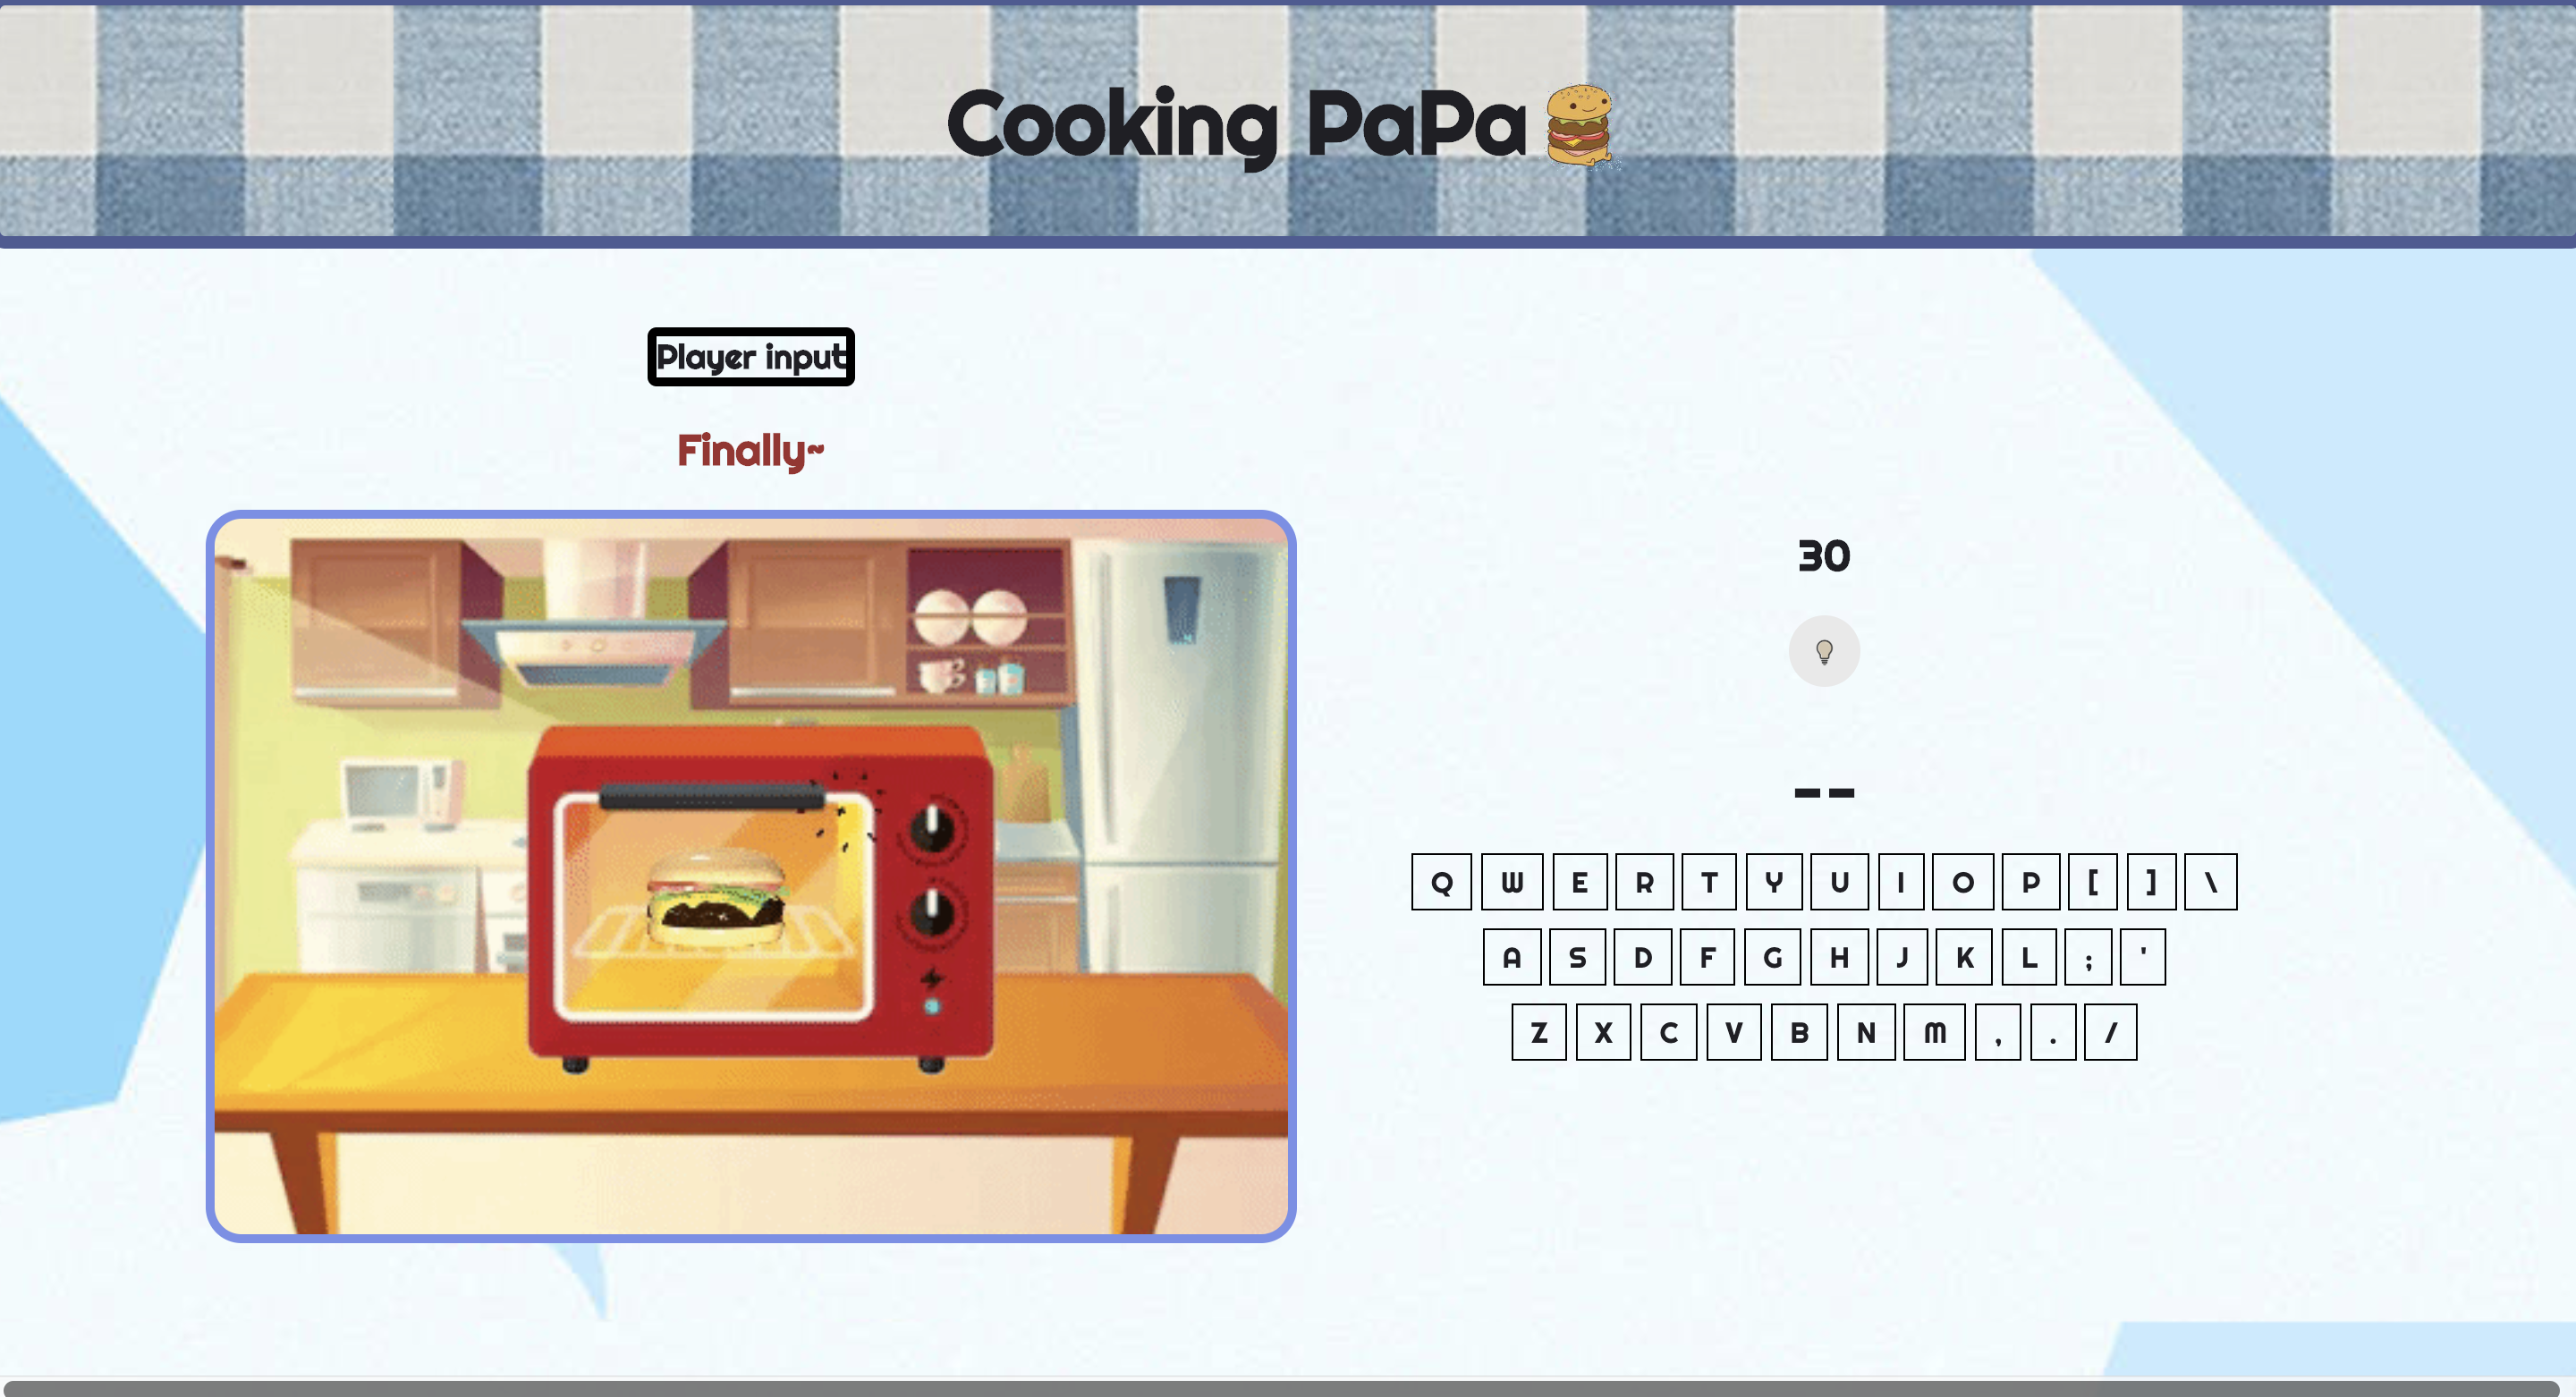 Cooking PaPa
Player input
Finally~
30
_ _
Q W E R T Y U I O P [ ] \
A S D F G H J K L ; '
Z X C V B N M , . /